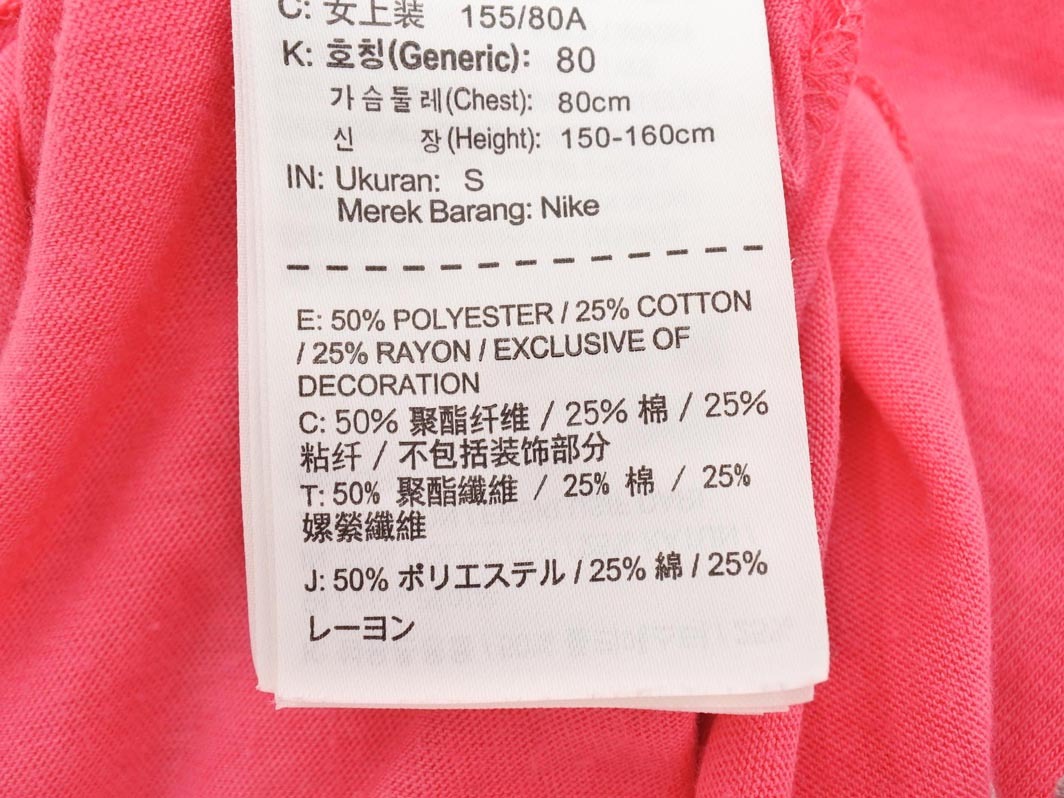 C: 女上装 155/80A
K: 호칭(Generic): 80
가슴둘레(Chest): 80cm
신 장(Height): 150-160cm
IN: Ukuran: S
Merek Barang: Nike
E: 50% POLYESTER / 25% COTTON
/ 25% RAYON / EXCLUSIVE OF
DECORATION
C: 50% 聚酯纤维 / 25% 棉 / 25%
粘纤 / 不包括装饰部分
T: 50% 聚酯纖維 / 25% 棉 / 25%
嫘縈纖維
J: 50% ポリエステル / 25% 綿 / 25%
レーヨン